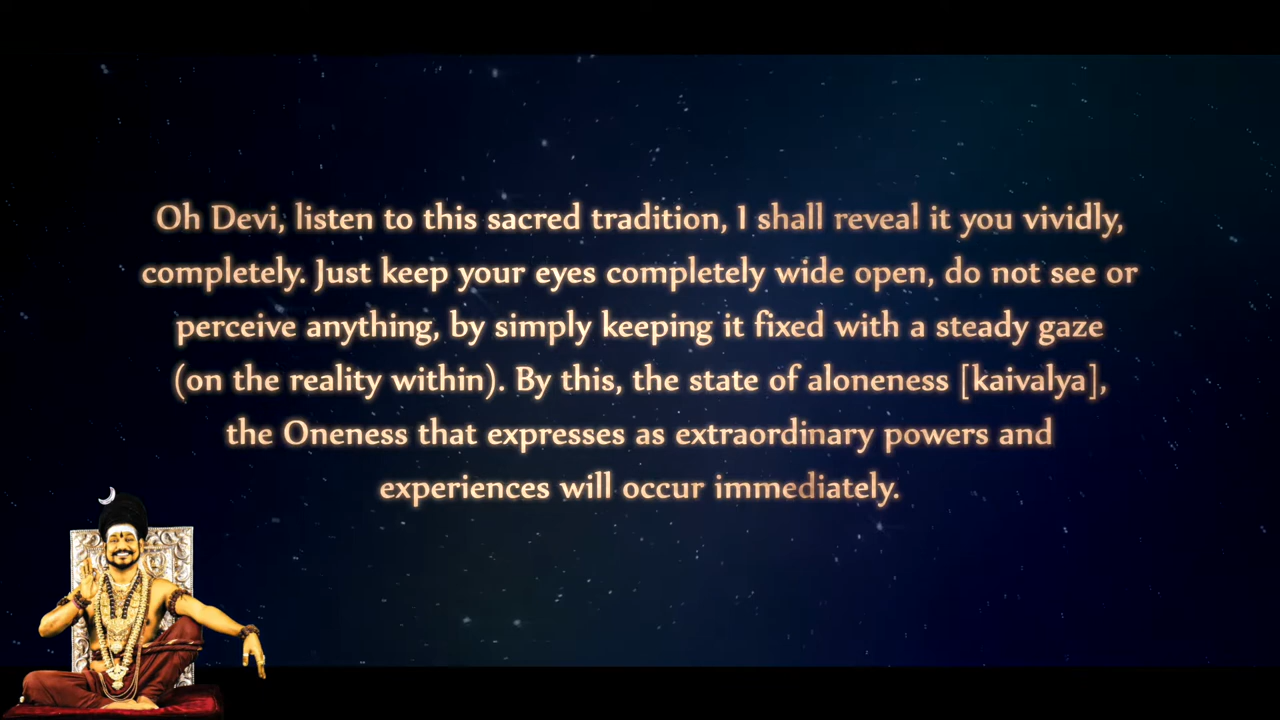 Oh Devi, listen to this sacred tradition, I shall reveal it you vividly,
completely. Just keep your eyes completely wide open, do not see or
perceive anything, by simply keeping it fixed with a steady gaze
(on the reality within). By this, the state of aloneness [kaivalya],
the Oneness that expresses as extraordinary powers and
experiences will occur immediately.